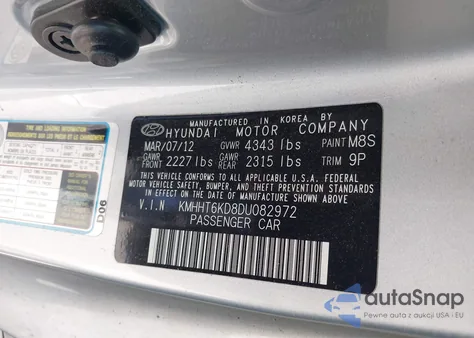 MANUFACTURED IN KOREA BY
HYUNDAI MOTOR COMPANY
MAR/07/12 GVWR 4343 lbs PAINT M8S
GAWR FRONT 2227 lbs GAWR REAR 2315 lbs TRIM 9P
THIS VEHICLE CONFORMS TO ALL APPLICABLE U.S.A. FEDERAL
MOTOR VEHICLE SAFETY, BUMPER, AND THEFT PREVENTION
STANDARDS IN EFFECT ON THE DATE OF MANUFACTURE
SHOWN ABOVE.
V.I.N KMHHT6KD8DU082972
PASSENGER CAR
D06
autoSnap
Pewne auta z aukcji USA i EU